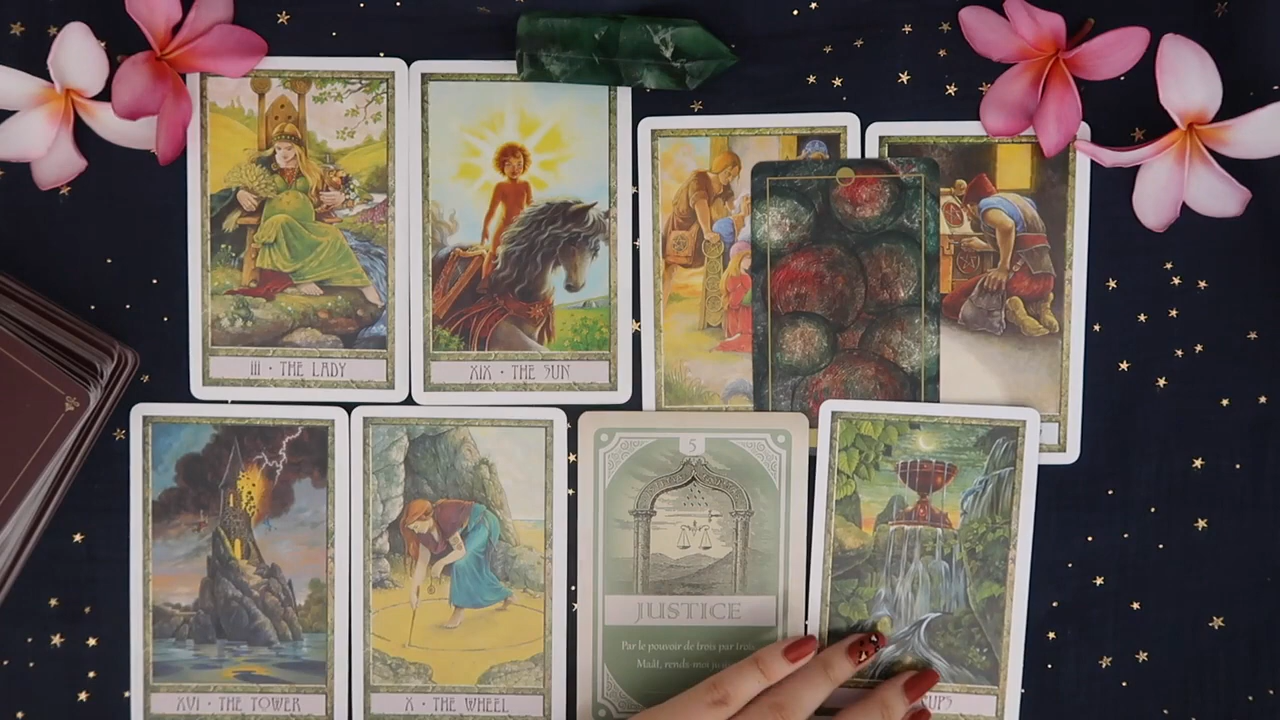 III • THE LADY
XIX • THE SUN
XVI • THE TOWER
X • THE WHEEL
5
JUSTICE
Par le pouvoir de trois par trois
Maât, rends-moi
CUPS